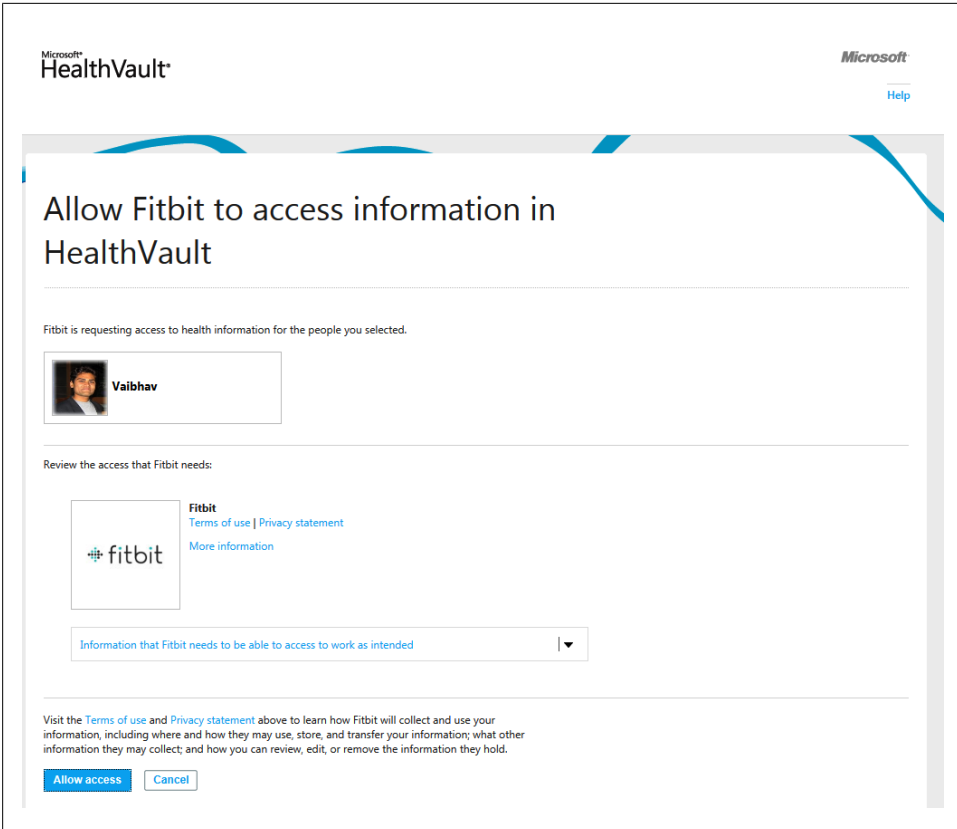 Microsoft®
HealthVault®
Microsoft·
Help
Allow Fitbit to access information in
HealthVault
Fitbit is requesting access to health information for the people you selected.
Vaibhav
Review the access that Fitbit needs:
Fitbit
Terms of use | Privacy statement
More information
fitbit
Information that Fitbit needs to be able to access to work as intended
Visit the Terms of use and Privacy statement above to learn how Fitbit will collect and use your
information, including where and how they may use, store, and transfer your information; what other
information they may collect; and how you can review, edit, or remove the information they hold.
Allow access
Cancel